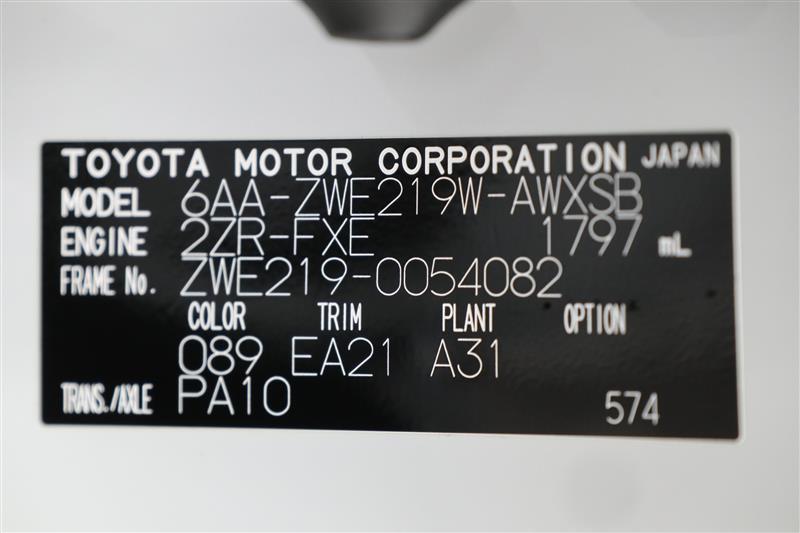 TOYOTA MOTOR CORPORATION JAPAN
MODEL 6AA-ZWE219W-AWXSB
ENGINE 2ZR-FXE 1797 mL
FRAME No. ZWE219-0054082
COLOR TRIM PLANT OPTION
089 EA21 A31
TRANS./AXLE PA10 574